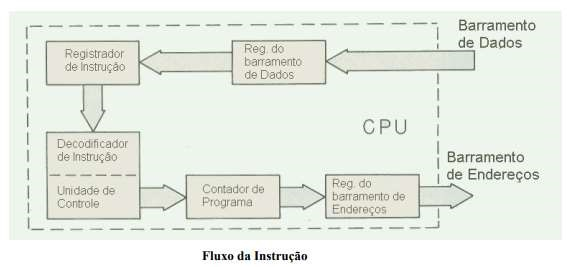 Barramento
de Dados
Registrador
de Instrução
Reg. do
barramento
de Dados
CPU
Decodificador
de Instrução
Unidade de
Controle
Contador de
Programa
Reg. do
barramento de
Endereços
Barramento
de Endereços
Fluxo da Instrução